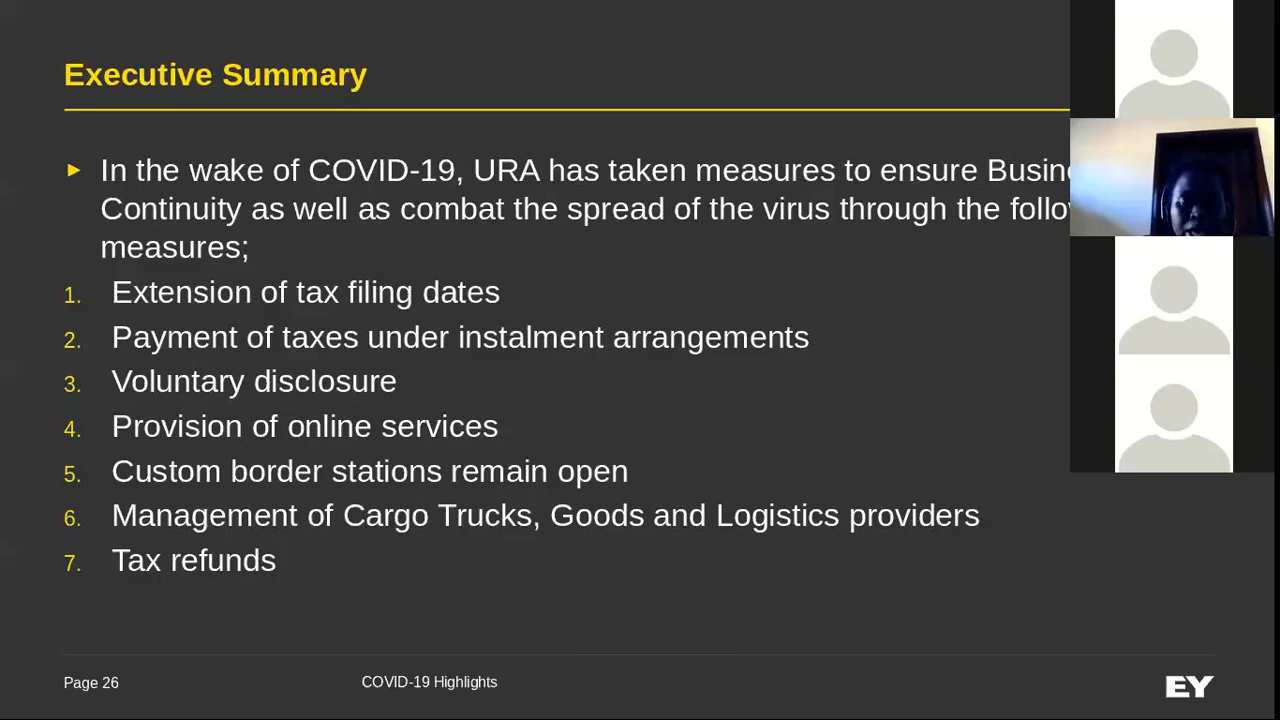 Executive Summary
In the wake of COVID-19, URA has taken measures to ensure
Continuity as well as combat the spread of the virus through the
measures;
1. Extension of tax filing dates
2. Payment of taxes under instalment arrangements
3. Voluntary disclosure
4. Provision of online services
5. Custom border stations remain open
6. Management of Cargo Trucks, Goods and Logistics providers
7. Tax refunds
Page 26
COVID-19 Highlights
EY